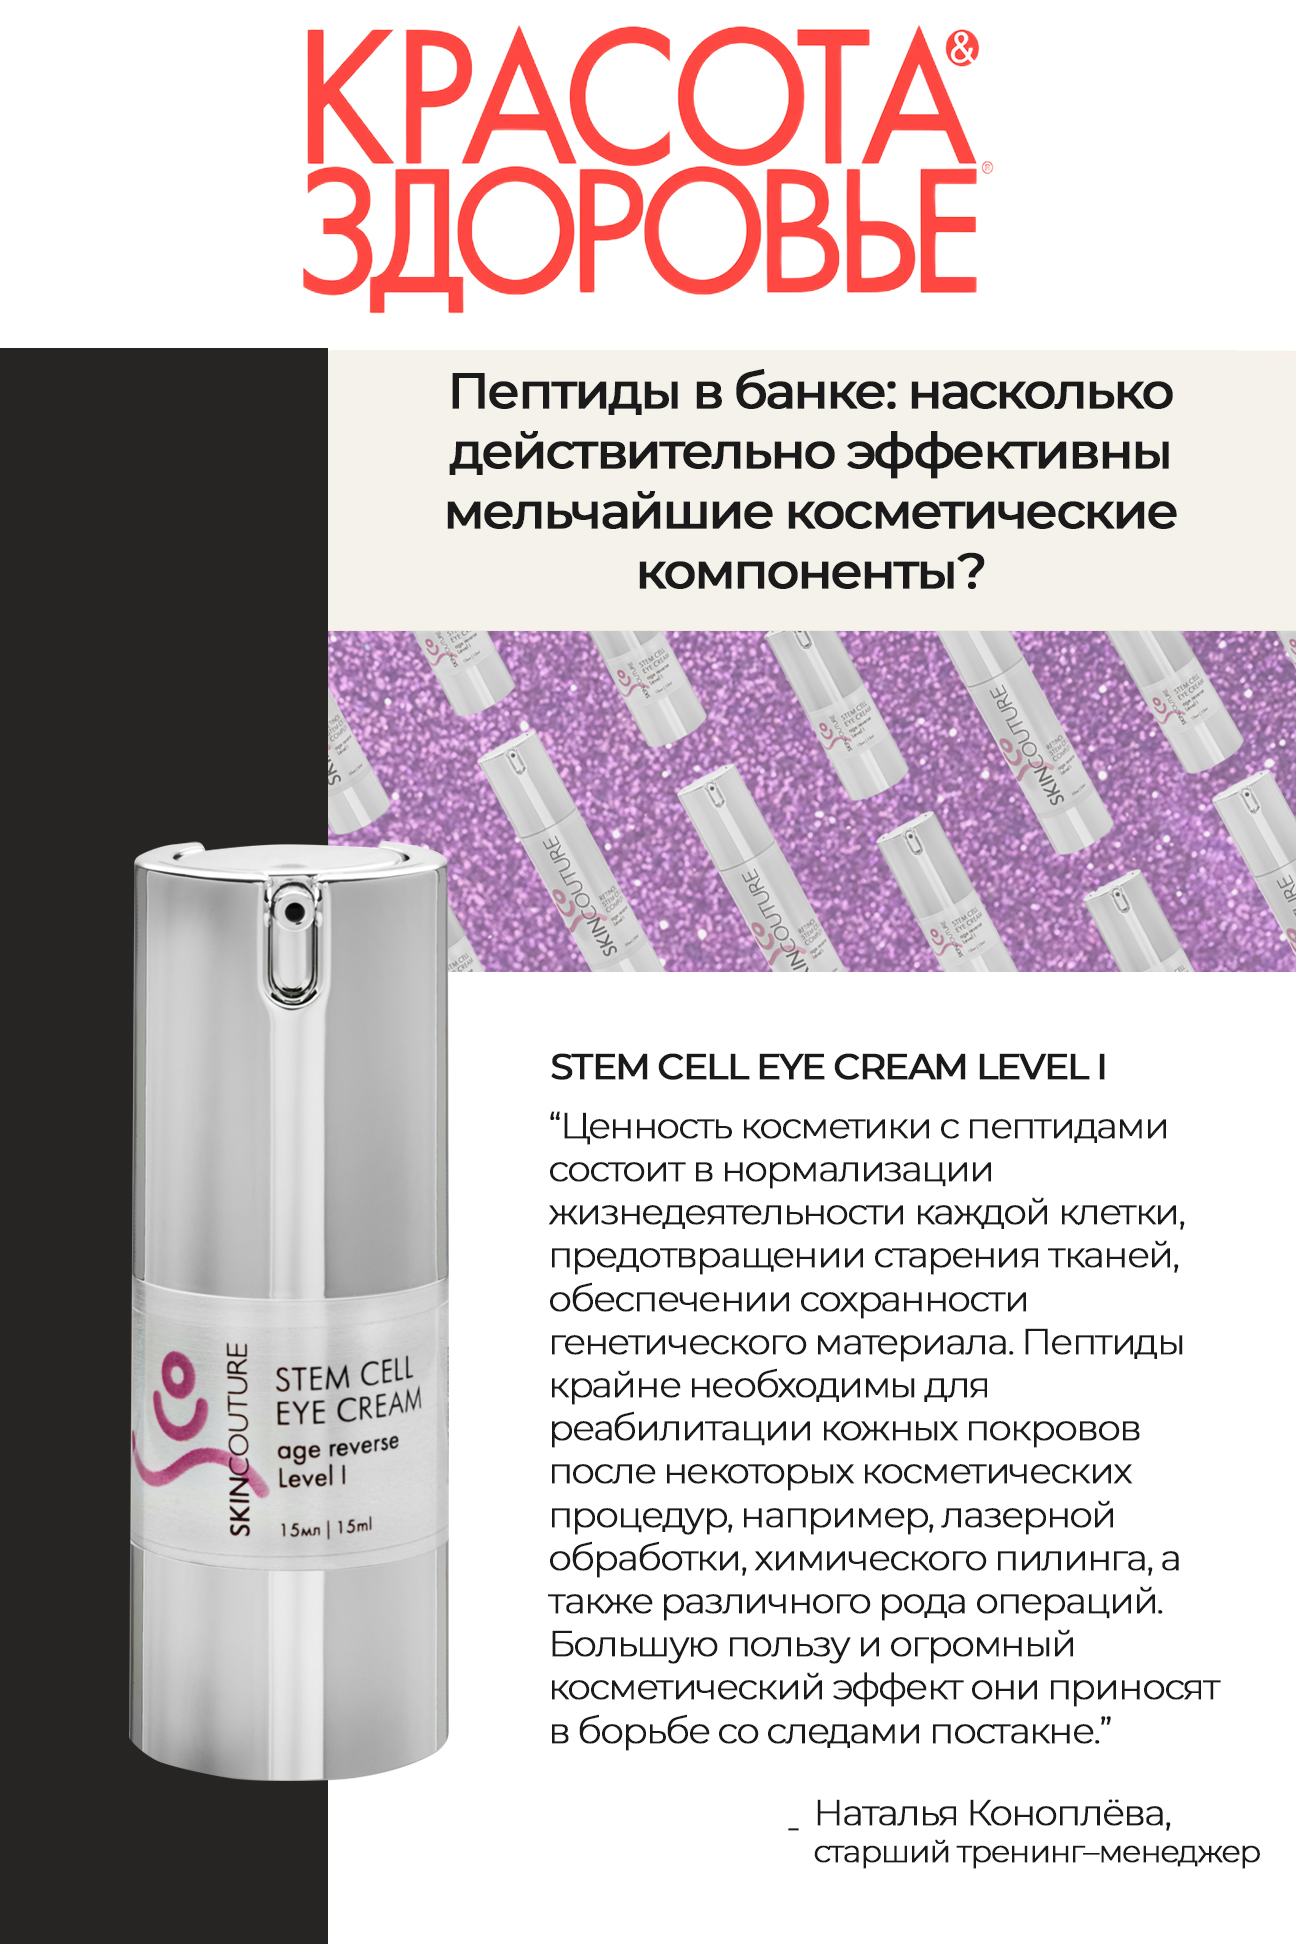 КРАСОТА &
ЗДОРОВЬЕ ®
Пептиды в банке: насколько
действительно эффективны
мельчайшие косметические
компоненты?
STEM CELL EYE CREAM LEVEL I
“Ценность косметики с пептидами
состоит в нормализации
жизнедеятельности каждой клетки,
предотвращении старения тканей,
обеспечении сохранности
генетического материала. Пептиды
крайне необходимы для
реабилитации кожных покровов
после некоторых косметических
процедур, например, лазерной
обработки, химического пилинга, а
также различного рода операций.
Большую пользу и огромный
косметический эффект они приносят
в борьбе со следами постакне.”
- Наталья Коноплёва,
старший тренинг–менеджер
SKINCOUTURE
STEM CELL
EYE CREAM
age reverse
Level I
15мл | 15ml